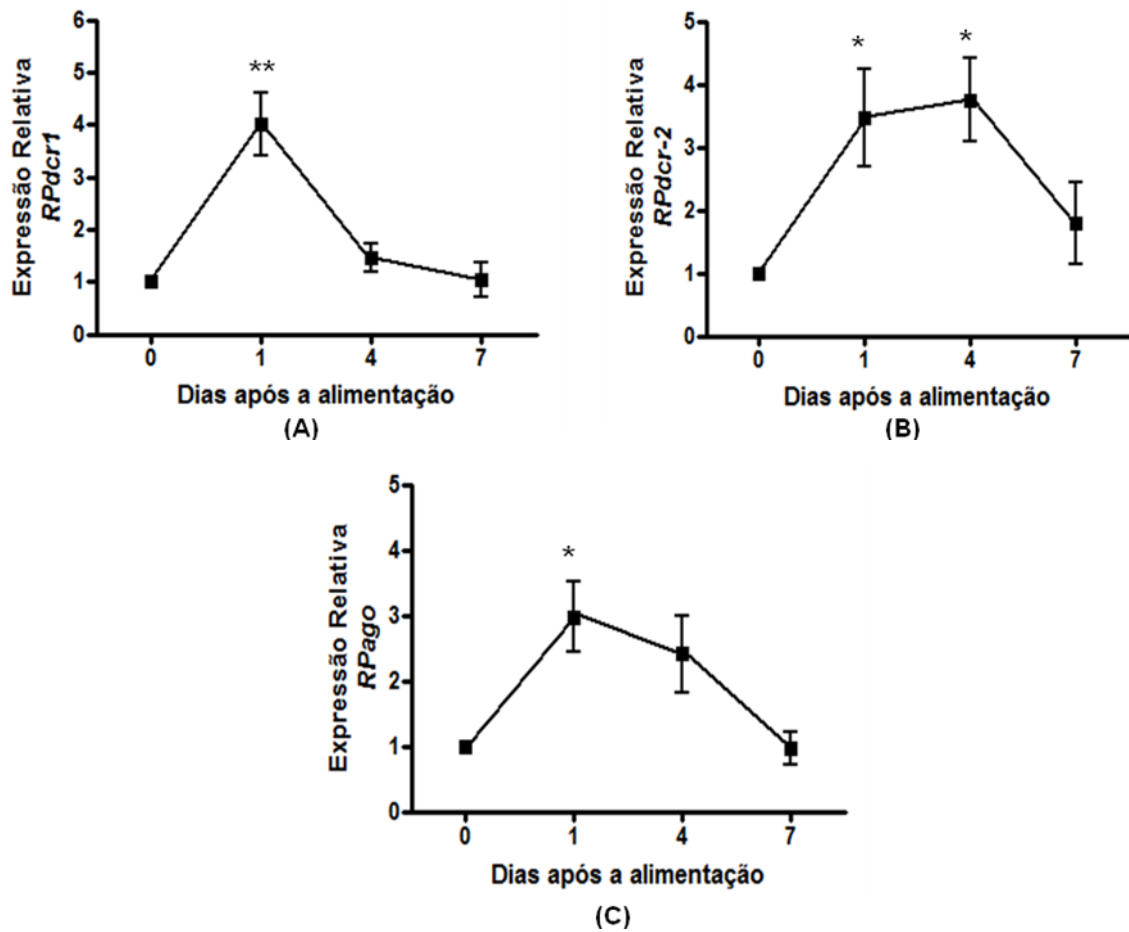 Expressão Relativa
RPdcr1
6
5
4
3
2
1
0
**
0 1 4 7
Dias após a alimentação
(A)
Expressão Relativa
RPdcr-2
5
4
3
2
1
0
* *
0 1 4 7
Dias após a alimentação
(B)
Expressão Relativa
RPago
5
4
3
2
1
0
*
0 1 4 7
Dias após a alimentação
(C)